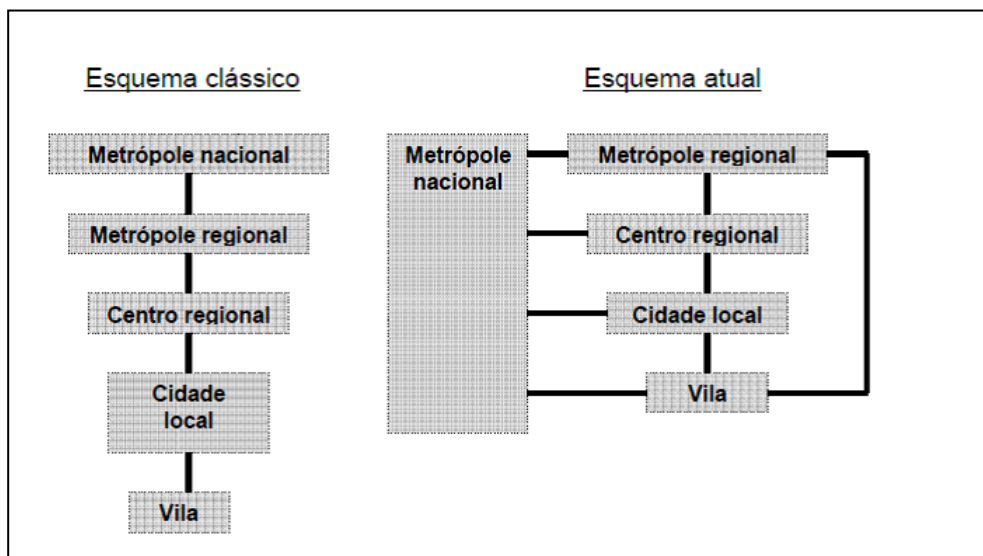 Esquema clássico
Metrópole nacional
Metrópole regional
Centro regional
Cidade
local
Vila
Esquema atual
Metrópole
nacional
Metrópole regional
Centro regional
Cidade local
Vila